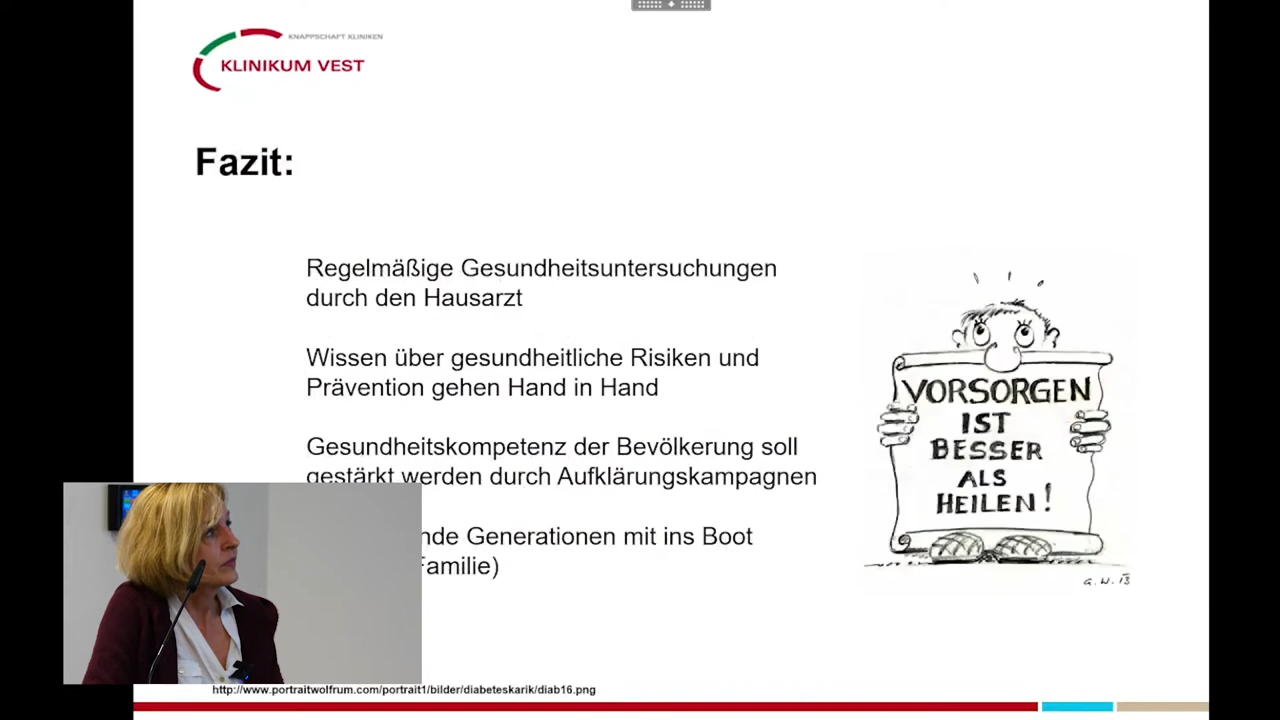 KNAPPSCHAFT KLINIKEN
KLINIKUM VEST
Fazit:
Regelmäßige Gesundheitsuntersuchungen
durch den Hausarzt
Wissen über gesundheitliche Risiken und
Prävention gehen Hand in Hand
Gesundheitskompetenz der Bevölkerung soll
gestärkt werden durch Aufklärungskampagnen
nde Generationen mit ins Boot
Familie)
VORSORGEN
IST
BESSER
ALS
HEILEN!
G.W.13
http://www.portraitwolfrum.com/portrait1/bilder/diabeteskarik/diab16.png